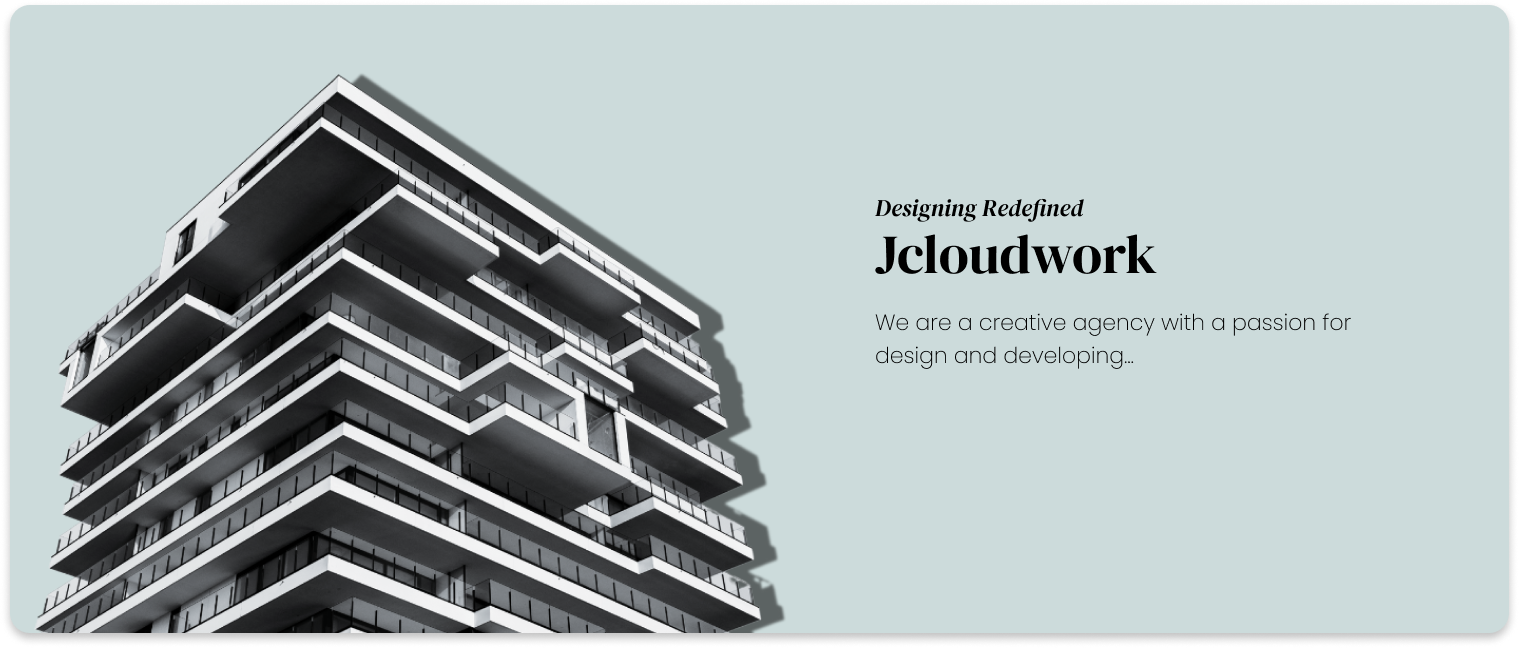 Designing Redefined
Jcloudwork
We are a creative agency with a passion for
design and developing...